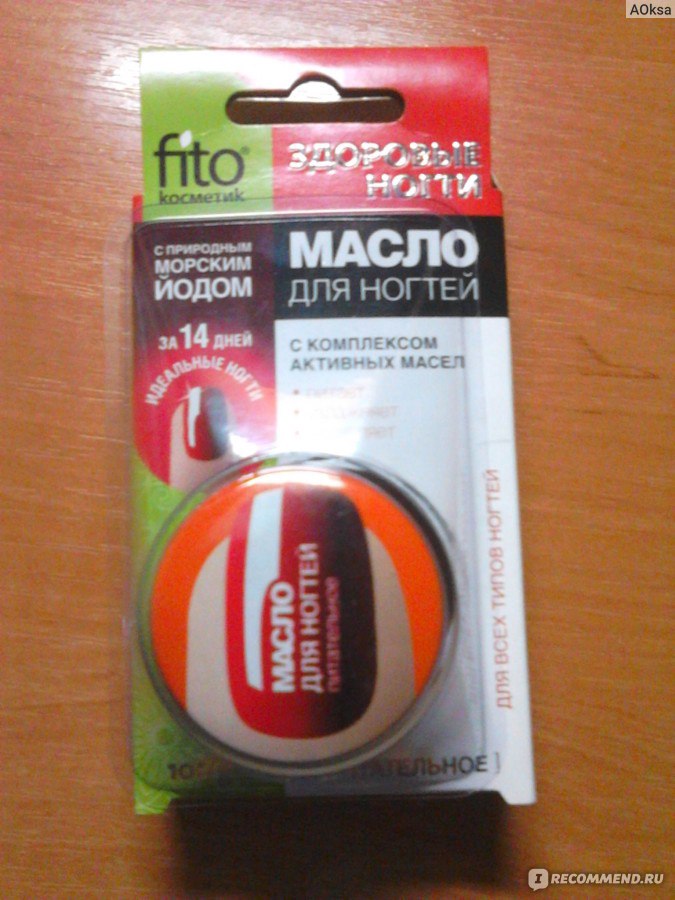 AOksa
fito®
косметик
ЗДОРОВЫЕ
НОГТИ
С ПРИРОДНЫМ
МОРСКИМ
ЙОДОМ
МАСЛО
ДЛЯ НОГТЕЙ
ЗА 14 ДНЕЙ
ИДЕАЛЬНЫЕ НОГТИ
С КОМПЛЕКСОМ
АКТИВНЫХ МАСЕЛ
ДЛЯ ВСЕХ ТИПОВ НОГТЕЙ
МАСЛО
ДЛЯ НОГТЕЙ
питательное
IRECOMMEND.RU